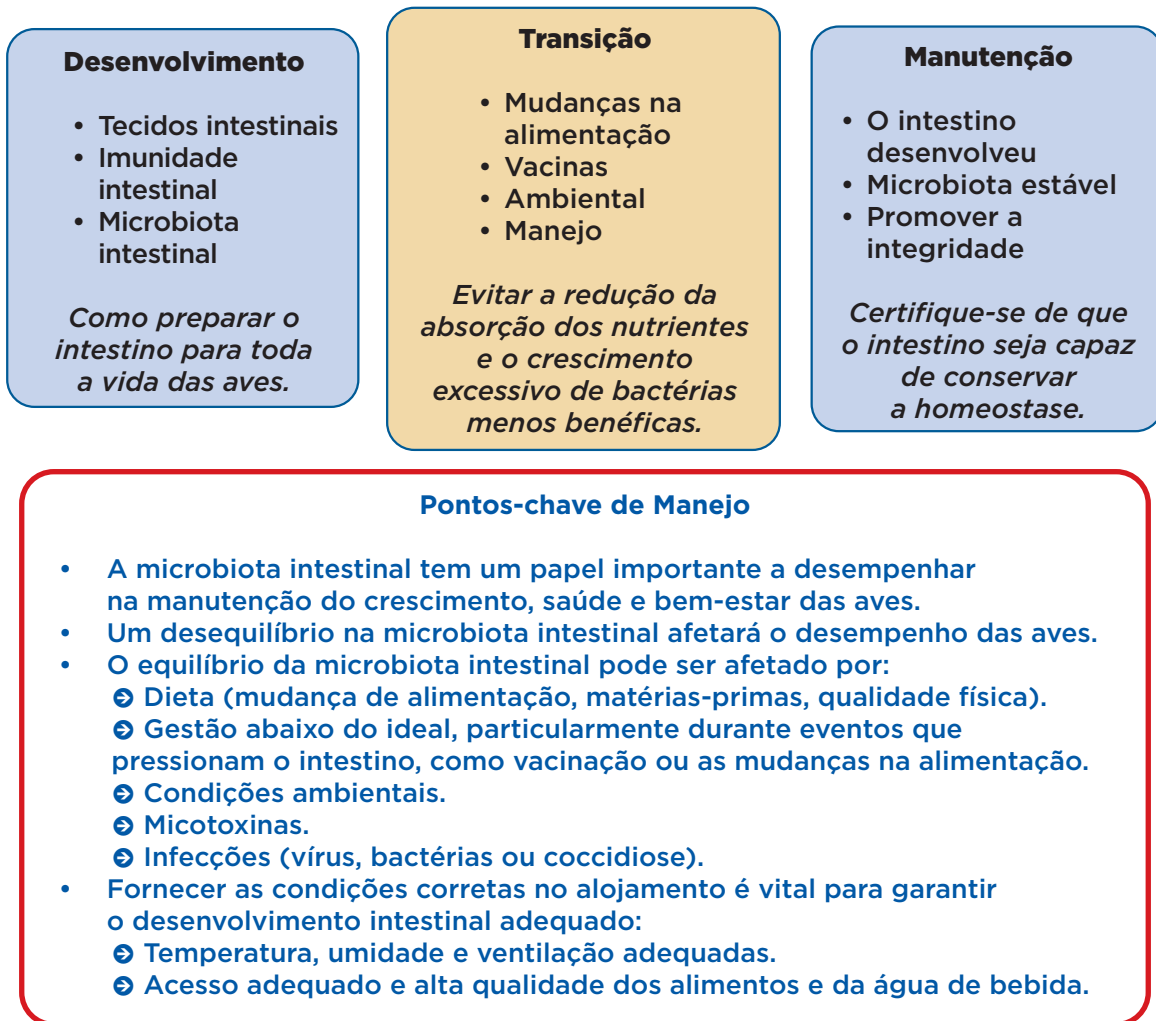 Desenvolvimento
• Tecidos intestinais
• Imunidade
intestinal
• Microbiota
intestinal
Como preparar o
intestino para toda
a vida das aves.
Transição
• Mudanças na
alimentação
• Vacinas
• Ambiental
• Manejo
Evitar a redução da
absorção dos nutrientes
e o crescimento
excessivo de bactérias
menos benéficas.
Manutenção
• O intestino
desenvolveu
• Microbiota estável
• Promover a
integridade
Certifique-se de que
o intestino seja capaz
de conservar
a homeostase.
Pontos-chave de Manejo
• A microbiota intestinal tem um papel importante a desempenhar
na manutenção do crescimento, saúde e bem-estar das aves.
• Um desequilíbrio na microbiota intestinal afetará o desempenho das aves.
• O equilíbrio da microbiota intestinal pode ser afetado por:
➲ Dieta (mudança de alimentação, matérias-primas, qualidade física).
➲ Gestão abaixo do ideal, particularmente durante eventos que
pressionam o intestino, como vacinação ou as mudanças na alimentação.
➲ Condições ambientais.
➲ Micotoxinas.
➲ Infecções (vírus, bactérias ou coccidiose).
• Fornecer as condições corretas no alojamento é vital para garantir
o desenvolvimento intestinal adequado:
➲ Temperatura, umidade e ventilação adequadas.
➲ Acesso adequado e alta qualidade dos alimentos e da água de bebida.